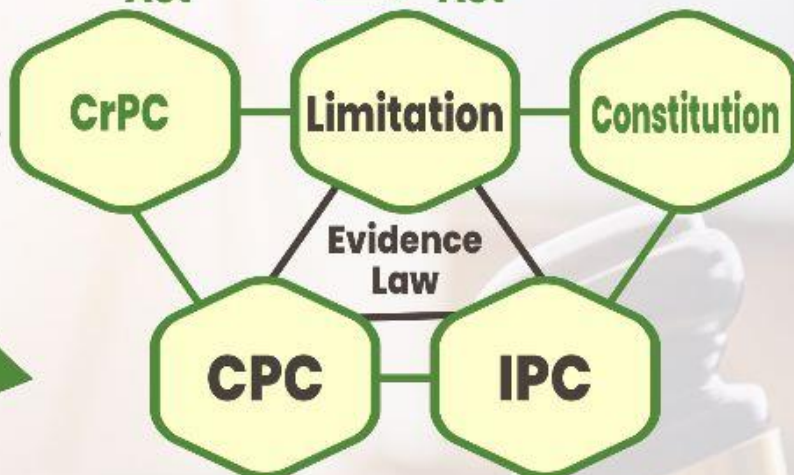 CrPC
Limitation
Constitution
Evidence
Law
CPC
IPC